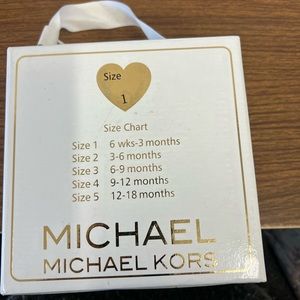 Size
1
Size Chart
Size 1 6 wks-3 months
Size 2 3-6 months
Size 3 6-9 months
Size 4 9-12 months
Size 5 12-18 months
MICHAEL
MICHAEL KORS